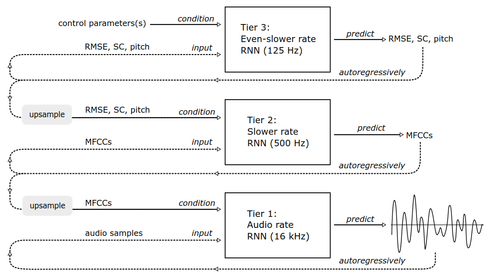 control parameters(s)
condition
Tier 3:
Even-slower rate
RNN (125 Hz)
predict
RMSE, SC, pitch
RMSE, SC, pitch
input
autoregressively
upsample
RMSE, SC, pitch
condition
Tier 2:
Slower rate
RNN (500 Hz)
predict
MFCCs
MFCCs
input
autoregressively
upsample
MFCCs
condition
Tier 1:
Audio rate
RNN (16 kHz)
predict
audio samples
input
autoregressively